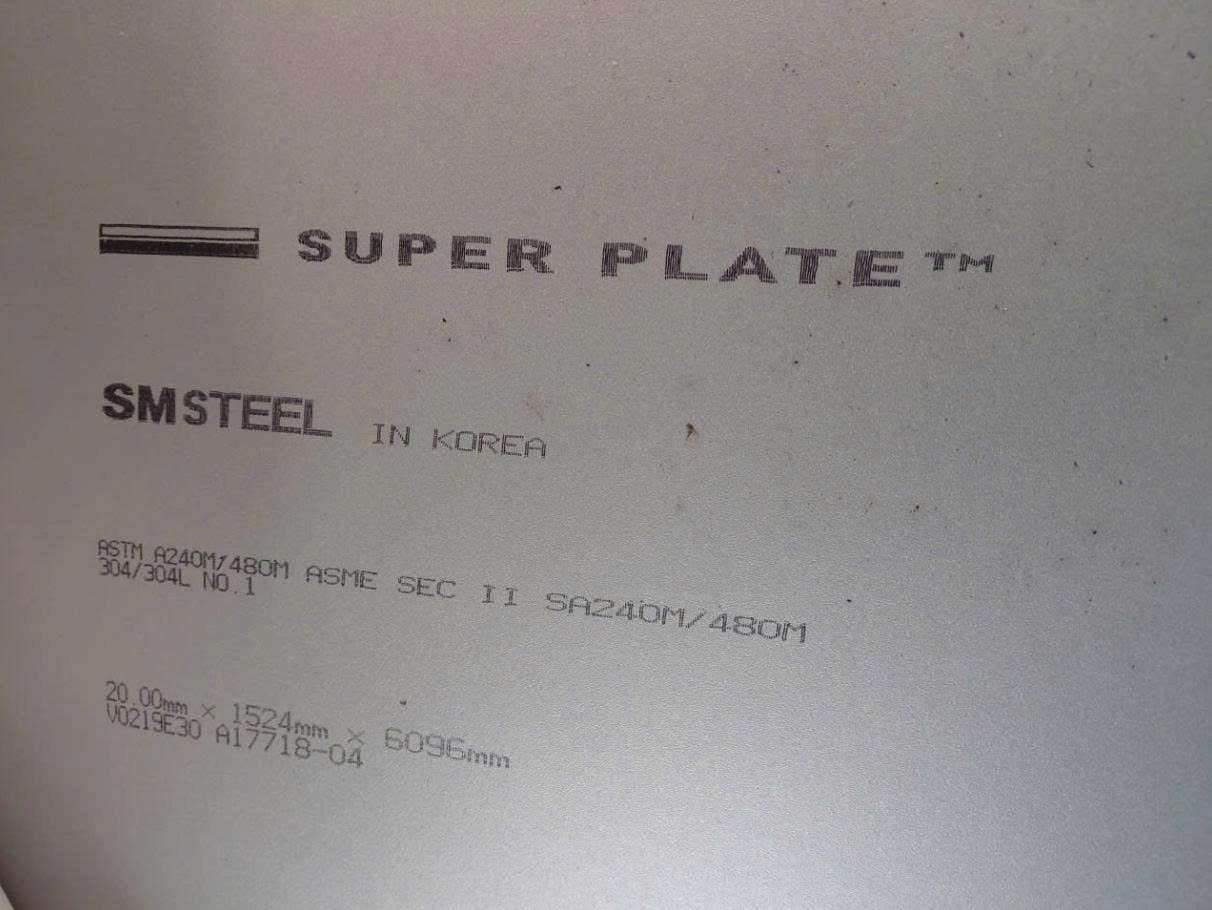 SUPER PLATE™
SMSTEEL IN KOREA
ASTM A240M/480M ASME SEC II SA240M/480M
304/304L NO.1
20.00mm × 1524mm × 6096mm
V0219E30 A17718-04